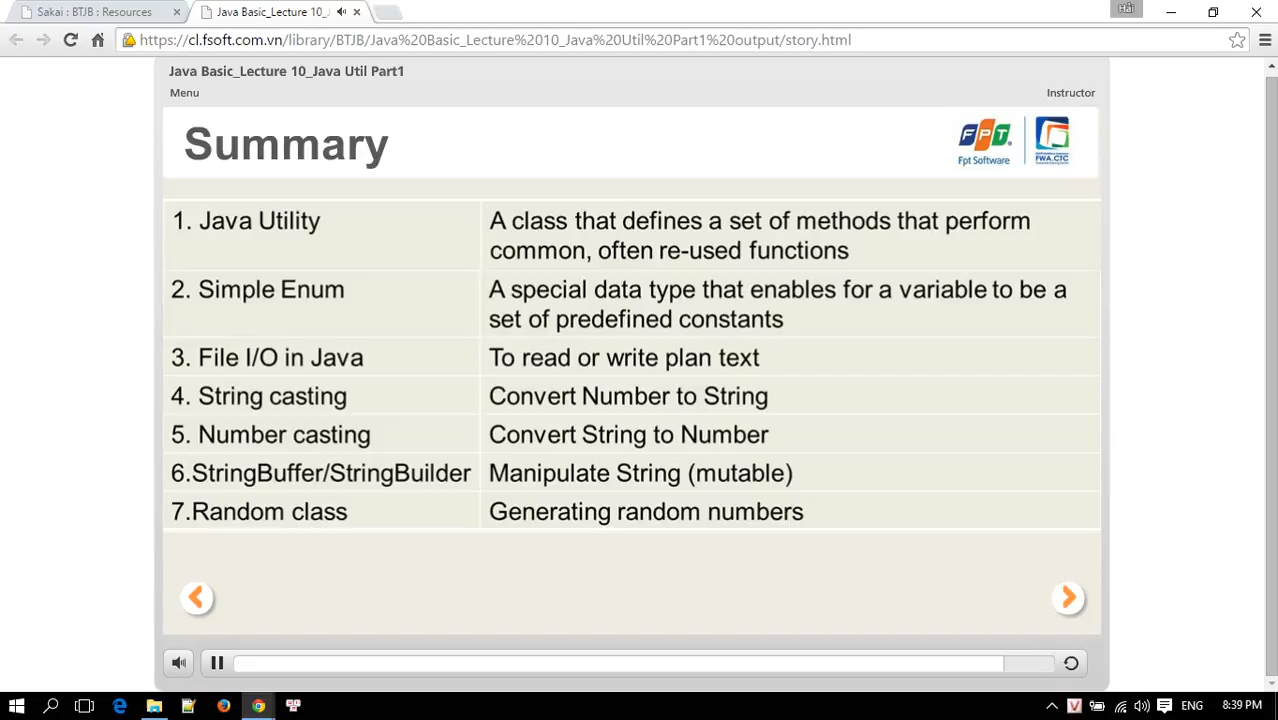 Sakai : BTJB : Resources
Java Basic_Lecture 10_J
Hải
https://cl.fsoft.com.vn/library/BTJB/Java%20Basic_Lecture%2010_Java%20Util%20Part1%20output/story.html
Java Basic_Lecture 10_Java Util Part1
Menu
Instructor
Summary
FPT
Fpt Software
FWA.CTC
1. Java Utility
A class that defines a set of methods that perform
common, often re-used functions
2. Simple Enum
A special data type that enables for a variable to be a
set of predefined constants
3. File I/O in Java
To read or write plan text
4. String casting
Convert Number to String
5. Number casting
Convert String to Number
6.StringBuffer/StringBuilder
Manipulate String (mutable)
7.Random class
Generating random numbers
ENG
8:39 PM